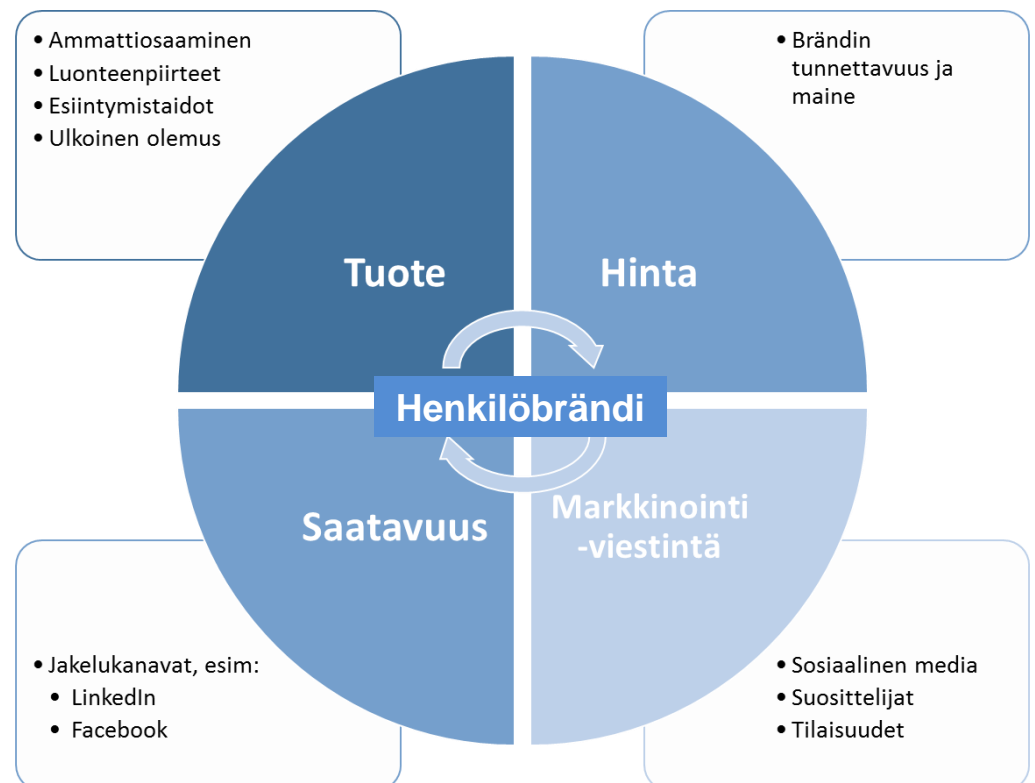 • Ammattiosaaminen
• Luonteenpiirteet
• Esiintymistaidot
• Ulkoinen olemus
• Brändin
tunnettavuus ja
maine
Tuote
Hinta
Henkilöbrändi
Saatavuus
Markkinointi
-viestintä
• Jakelukanavat, esim:
• LinkedIn
• Facebook
• Sosiaalinen media
• Suosittelijat
• Tilaisuudet